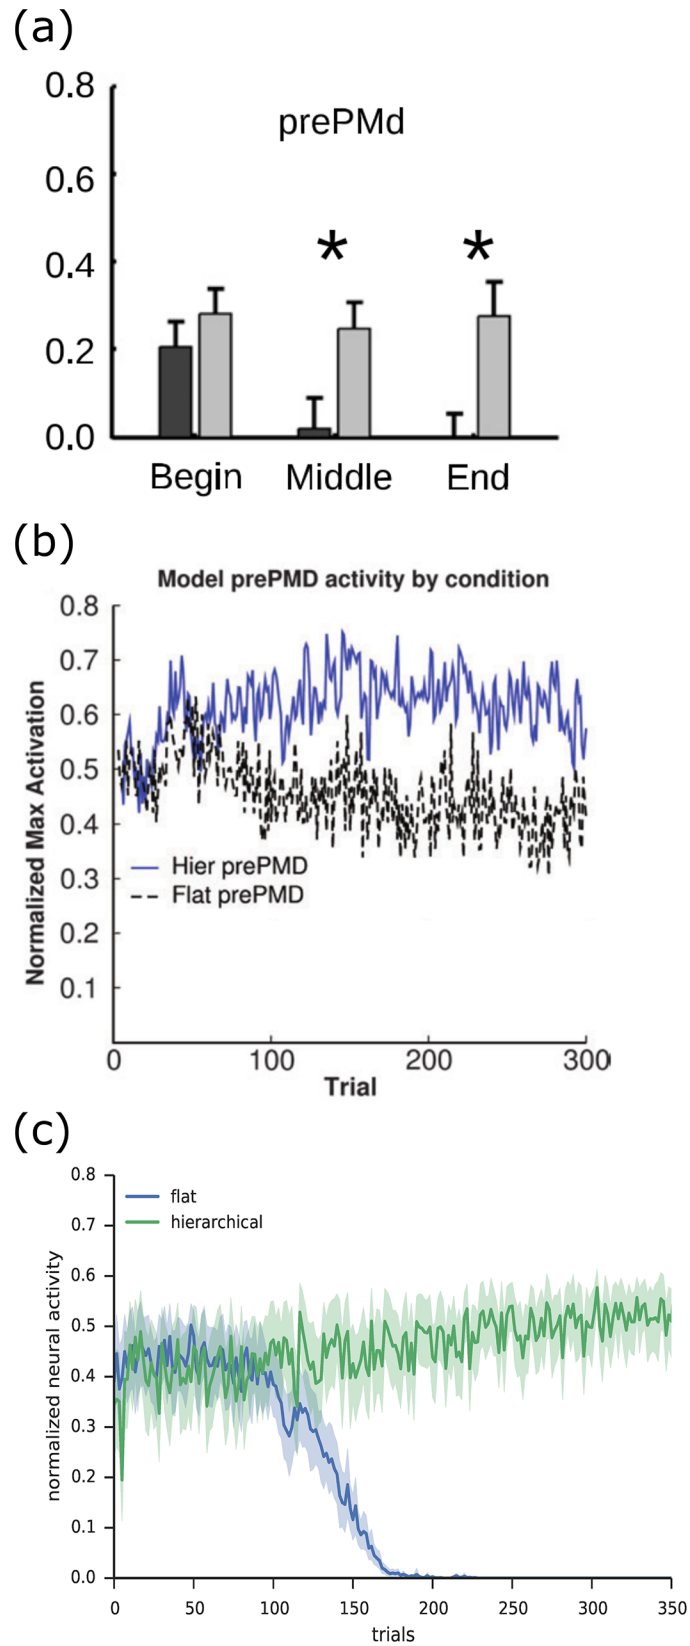 (a)
0.8
prePMd
0.6
* *
0.4
0.2
0.0
Begin Middle End
(b)
Model prePMD activity by condition
0.8
0.7
0.6
0.5
0.4
0.3
0.2
0.1
Normalized Max Activation
Hier prePMD
Flat prePMD
0 100 200 300
Trial
(c)
0.8
0.7
0.6
0.5
0.4
0.3
0.2
0.1
0.0
normalized neural activity
flat
hierarchical
0 50 100 150 200 250 300 350
trials